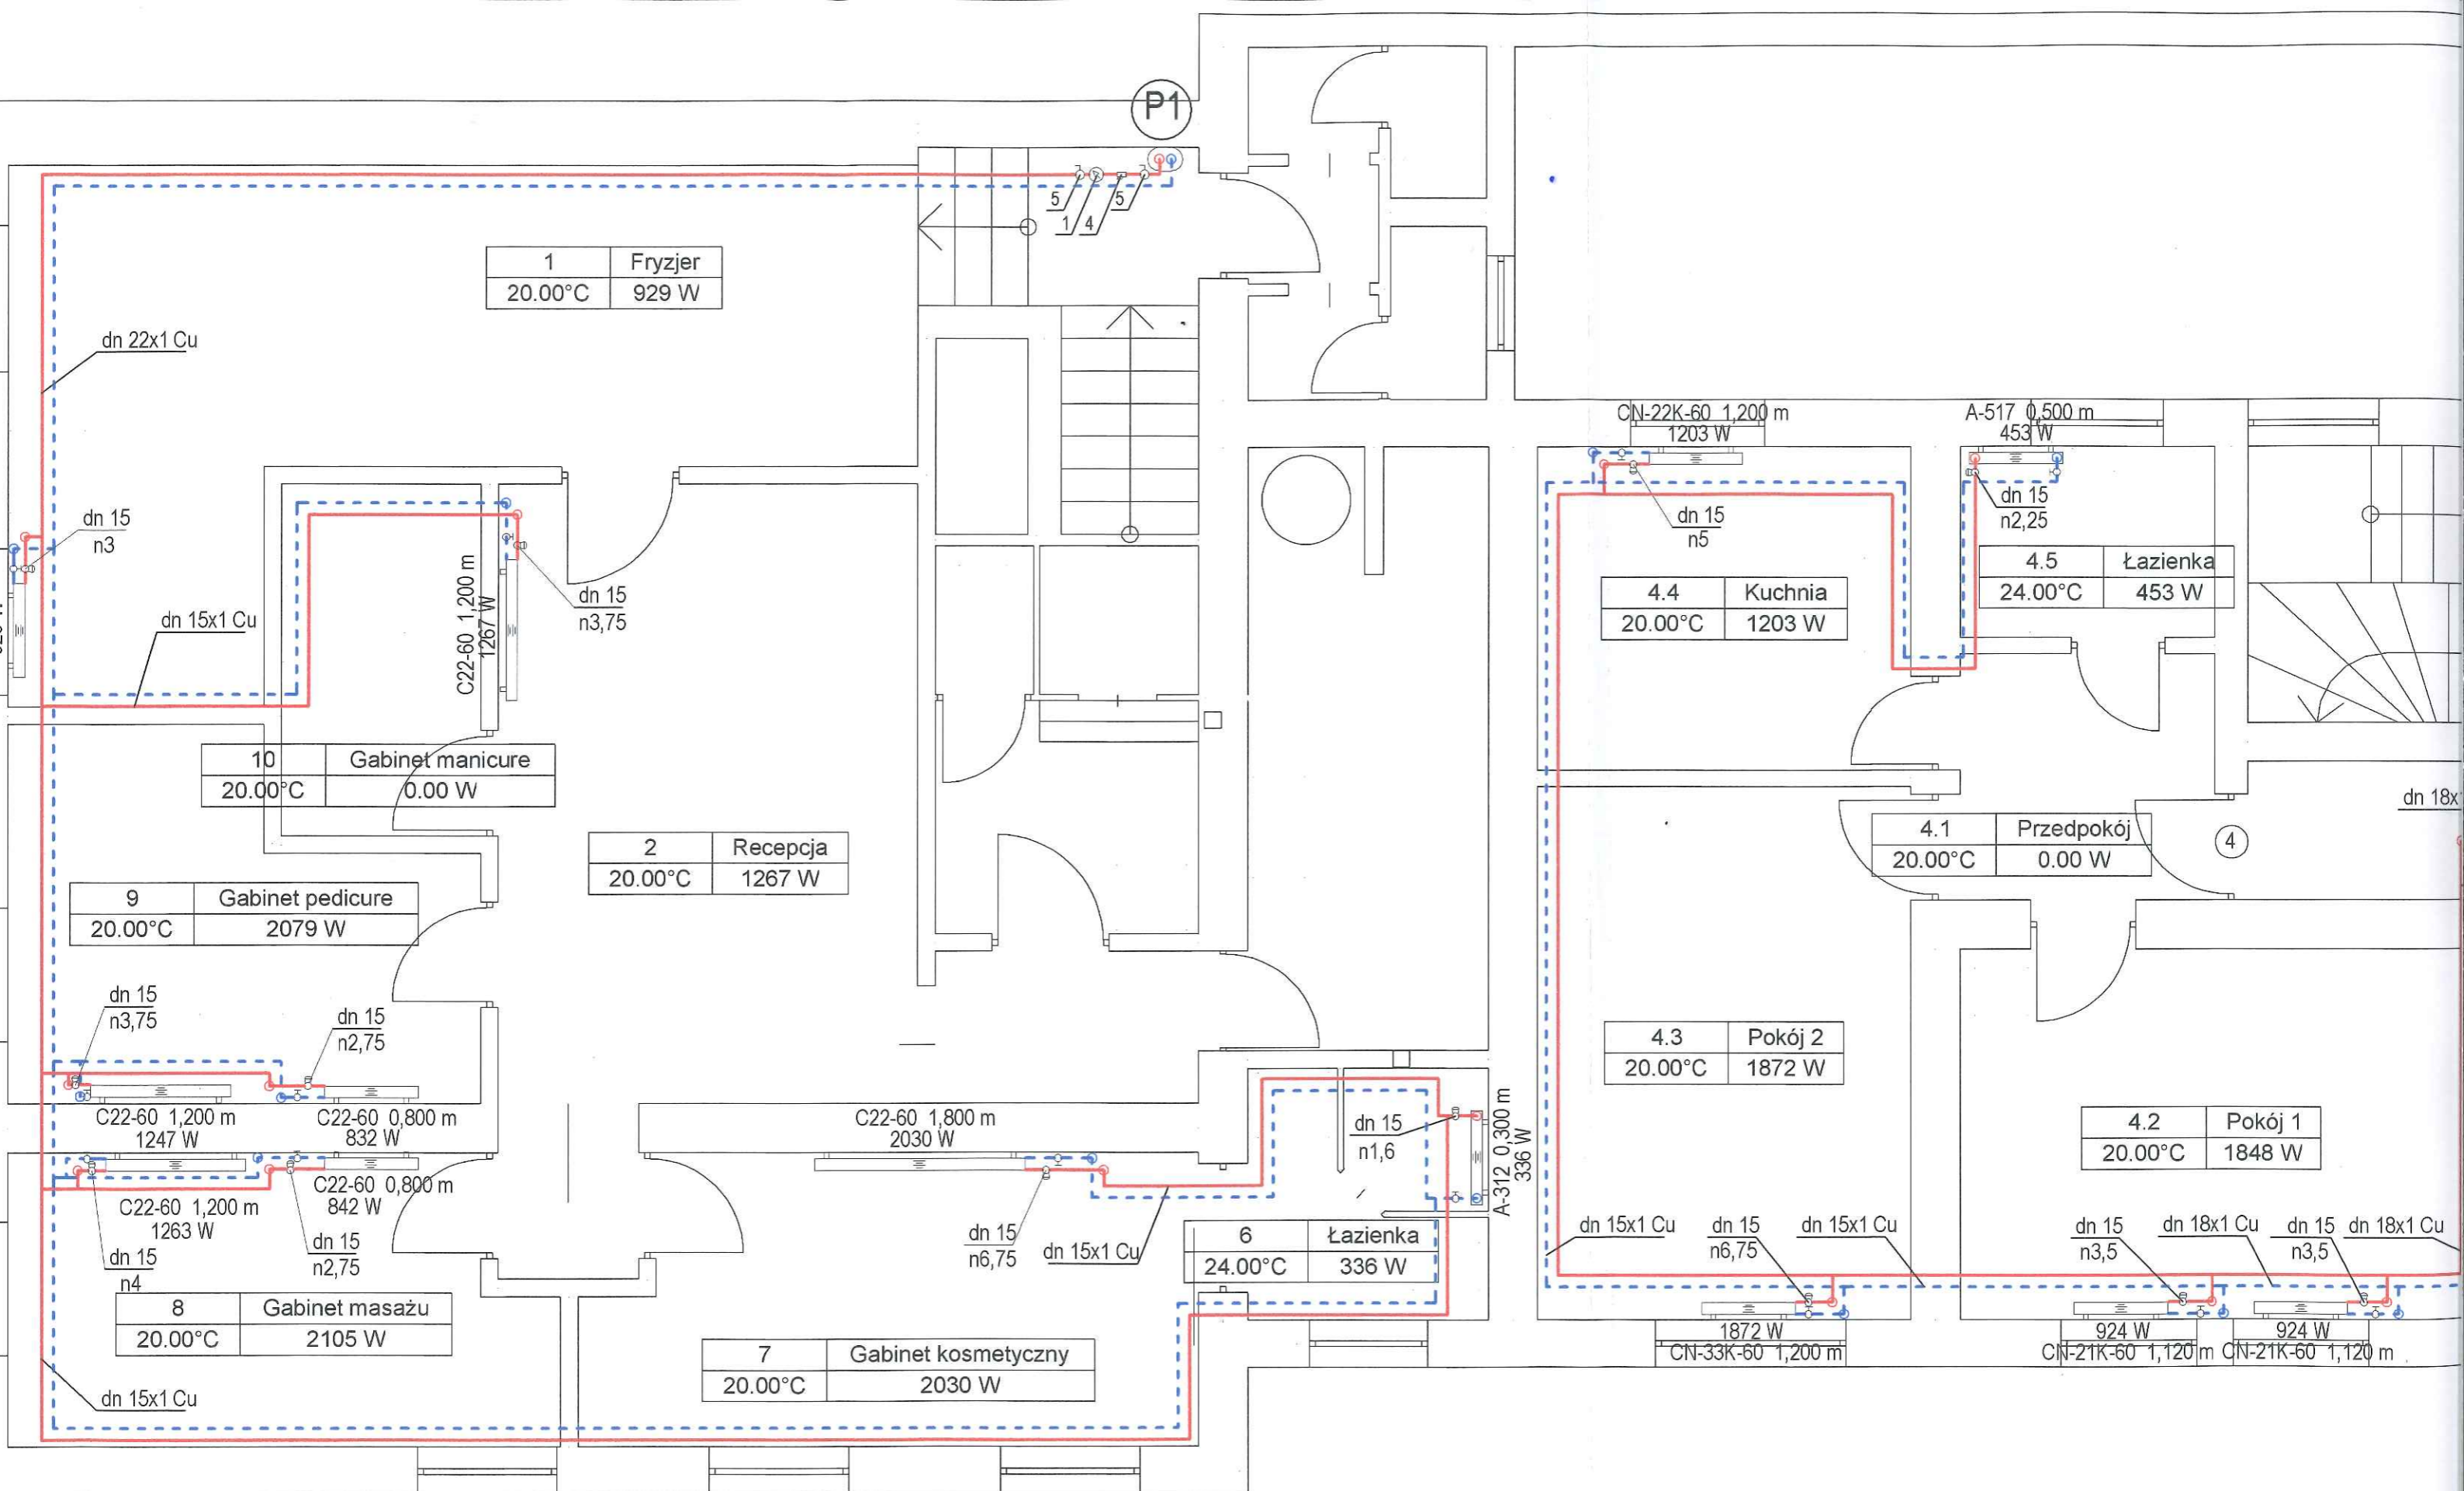 P1
5
5
1
4
1 Fryzjer
20.00°C 929 W
dn 22x1 Cu
CN-22K-60 1,200 m
1203 W
A-517 0,500 m
453 W
dn 15
n3
dn 15
n5
dn 15
n2,25
4.5 Łazienka
24.00°C 453 W
C22-60 1,200 m
1267 W
dn 15
n3,75
dn 15x1 Cu
4.4 Kuchnia
20.00°C 1203 W
10 Gabinet manicure
20.00°C 0.00 W
dn 18x
2 Recepcja
20.00°C 1267 W
4.1 Przedpokój
20.00°C 0.00 W
4
9 Gabinet pedicure
20.00°C 2079 W
dn 15
n3,75
dn 15
n2,75
4.3 Pokój 2
20.00°C 1872 W
C22-60 1,200 m
1247 W
C22-60 0,800 m
832 W
C22-60 1,800 m
2030 W
dn 15
n1,6
A-312 0,300 m
336 W
4.2 Pokój 1
20.00°C 1848 W
C22-60 1,200 m
1263 W
C22-60 0,800 m
842 W
dn 15
n4
dn 15
n2,75
dn 15
n6,75
dn 15x1 Cu
6 Łazienka
24.00°C 336 W
dn 15x1 Cu
dn 15
n6,75
dn 15x1 Cu
dn 15
n3,5
dn 18x1 Cu
dn 15
n3,5
dn 18x1 Cu
8 Gabinet masażu
20.00°C 2105 W
7 Gabinet kosmetyczny
20.00°C 2030 W
1872 W
CN-33K-60 1,200 m
924 W
CN-21K-60 1,120 m
924 W
CN-21K-60 1,120 m
dn 15x1 Cu